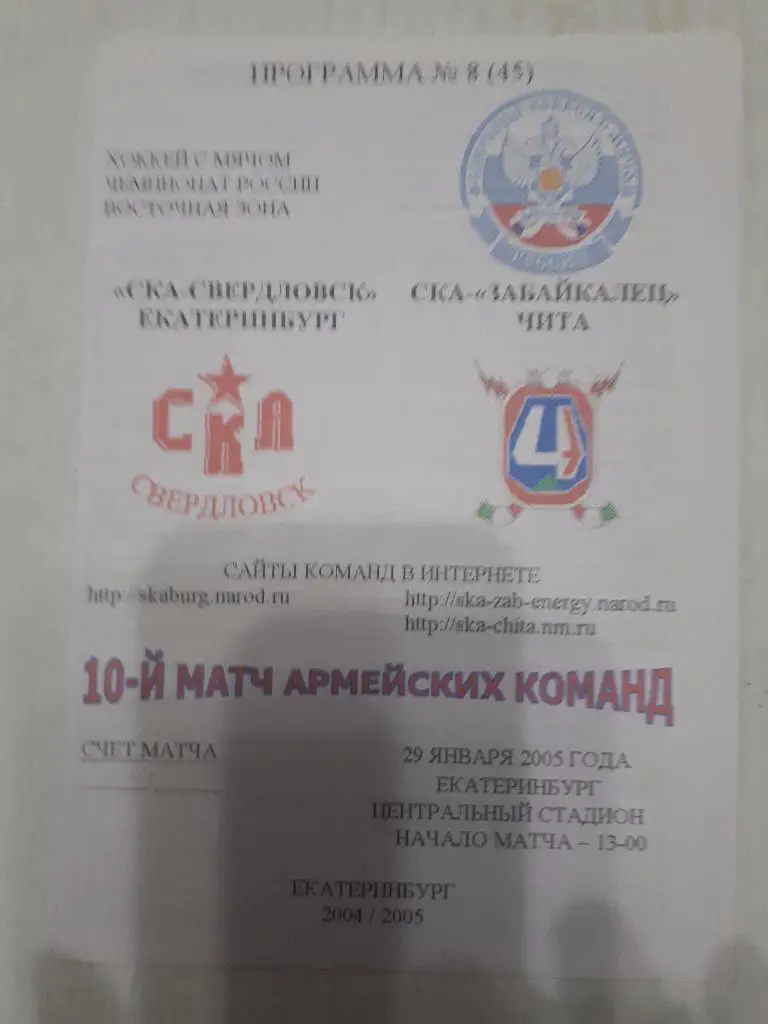 ПРОГРАММА № 8 (45)
ХОККЕЙ С МЯЧОМ
ЧЕМПИОНАТ РОССИИ
ВОСТОЧНАЯ ЗОНА
РОССИИ
«СКА-СВЕРДЛОВСК»
ЕКАТЕРИНБУРГ
СКА-«ЗАБАЙКАЛЕЦ»
ЧИТА
СКА
СВЕРДЛОВСК
САЙТЫ КОМАНД В ИНТЕРНЕТЕ
http://skaburg.narod.ru
http://ska-zab-energy.narod.ru
http://ska-chita.nm.ru
10-Й МАТЧ АРМЕЙСКИХ КОМАНД
СЧЕТ МАТЧА
29 ЯНВАРЯ 2005 ГОДА
ЕКАТЕРИНБУРГ
ЦЕНТРАЛЬНЫЙ СТАДИОН
НАЧАЛО МАТЧА – 13-00
ЕКАТЕРИНБУРГ
2004 / 2005